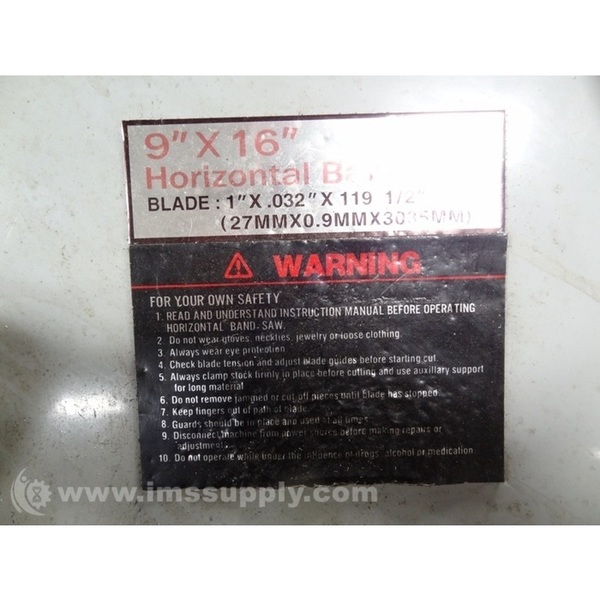 9" X 16"
Horizontal
BLADE : 1" X .032" X 119 1/2"
(27MMX0.9MMX3035MM)
WARNING
FOR YOUR OWN SAFETY
1. READ AND UNDERSTAND INSTRUCTION MANUAL BEFORE OPERATING
HORIZONTAL BAND-SAW.
2. Do not wear gloves, neckties, jewelry or loose clothing.
3. Always wear eye protection.
4. Check blade tension and adjust blade guides before starting cut.
5. Always clamp stock firmly in place before cutting and use auxiliary support
for long material
6. Do not remove jammed or cut off pieces until blade has stopped.
7. Keep fingers out of path of blade.
8. Guards should be in place and used at all times.
9. Disconnect machine from power source before making repairs or
adjustment.
10. Do not operate while under the influence of drugs, alcohol or medication.
www.imssupply.com